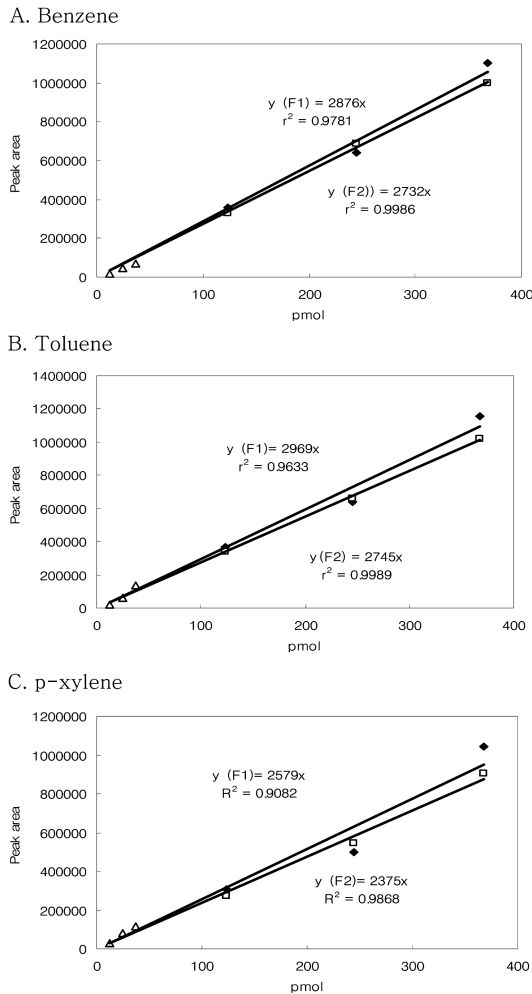 A. Benzene
1200000
1000000
800000
600000
400000
200000
0
Peak area
y (F1) = 2876x
r² = 0.9781
y (F2)) = 2732x
r² = 0.9986
0 100 200 300 400
pmol
B. Toluene
1400000
1200000
1000000
800000
600000
400000
200000
0
Peak area
y (F1)= 2969x
r² = 0.9633
y(F2) = 2745x
r² = 0.9989
0 100 200 300 400
pmol
C. p-xylene
1200000
1000000
800000
600000
400000
200000
0
Peak area
y (F1)= 2579x
R² = 0.9082
y (F2)= 2375x
R² = 0.9868
0 100 200 300 400
pmol